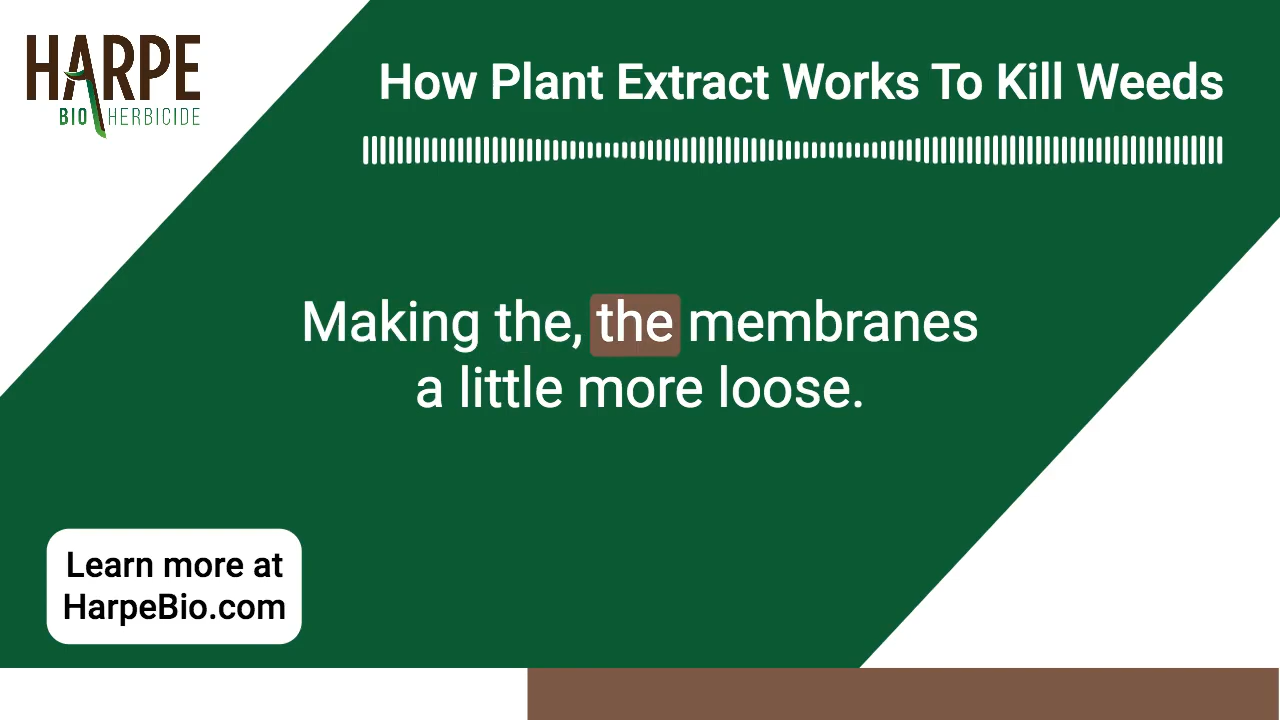 HARPE
BIO HERBICIDE
How Plant Extract Works To Kill Weeds
Making the, the membranes
a little more loose.
Learn more at
HarpeBio.com